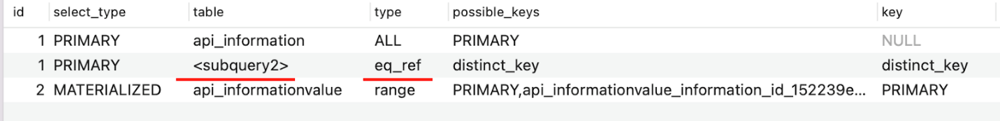 id select_type table type possible_keys key
1 PRIMARY api_information ALL PRIMARY NULL
1 PRIMARY <subquery2> eq_ref distinct_key distinct_key
2 MATERIALIZED api_informationvalue range PRIMARY,api_informationvalue_information_id_152239e... PRIMARY